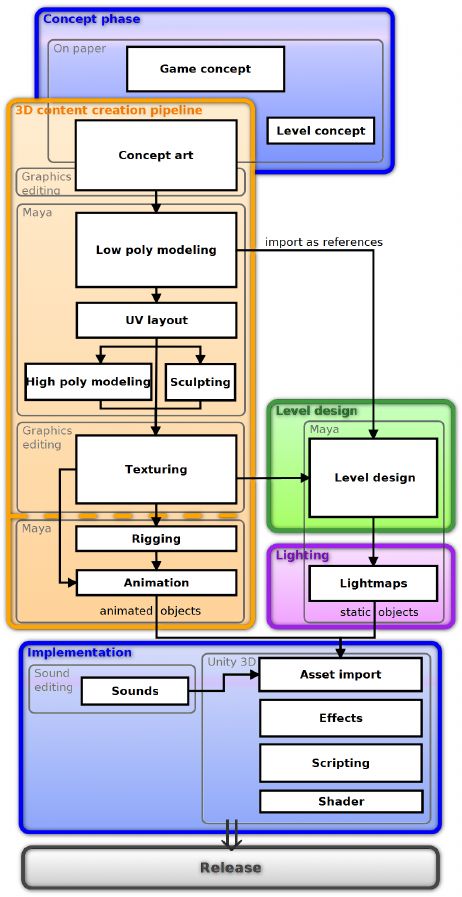 Concept phase
On paper
Game concept
Level concept
3D content creation pipeline
Concept art
Graphics
editing
Maya
Low poly modeling
import as references
UV layout
High poly modeling
Sculpting
Graphics
editing
Texturing
Level design
Maya
Level design
Maya
Rigging
Animation
animated objects
Lighting
Lightmaps
static objects
Implementation
Sound
editing
Sounds
Unity 3D
Asset import
Effects
Scripting
Shader
Release